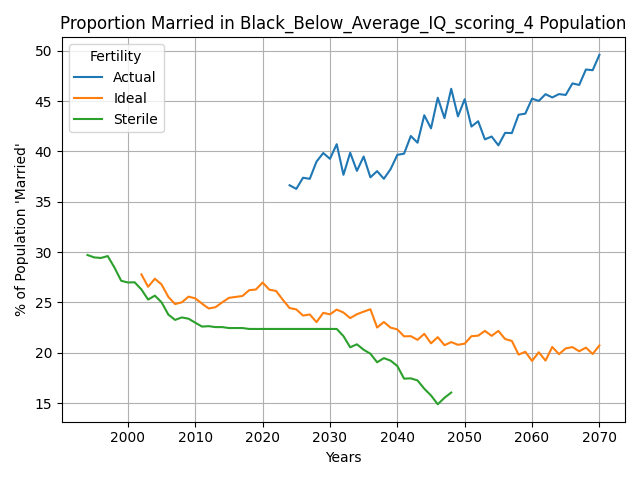 Proportion Married in Black_Below_Average_IQ_scoring_4 Population
Fertility
Actual
Ideal
Sterile
% of Population 'Married'
50
45
40
35
30
25
20
15
2000 2010 2020 2030 2040 2050 2060 2070
Years